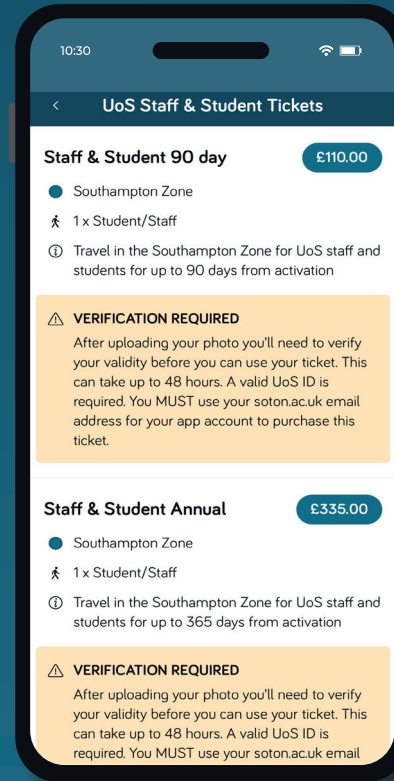 10:30
UoS Staff & Student Tickets
Staff & Student 90 day
£110.00
Southampton Zone
1 x Student/Staff
Travel in the Southampton Zone for UoS staff and
students for up to 90 days from activation
VERIFICATION REQUIRED
After uploading your photo you'll need to verify
your validity before you can use your ticket. This
can take up to 48 hours. A valid UoS ID is
required. You MUST use your soton.ac.uk email
address for your app account to purchase this
ticket.
Staff & Student Annual
£335.00
Southampton Zone
1 x Student/Staff
Travel in the Southampton Zone for UoS staff and
students for up to 365 days from activation
VERIFICATION REQUIRED
After uploading your photo you'll need to verify
your validity before you can use your ticket. This
can take up to 48 hours. A valid UoS ID is
required. You MUST use your soton.ac.uk email